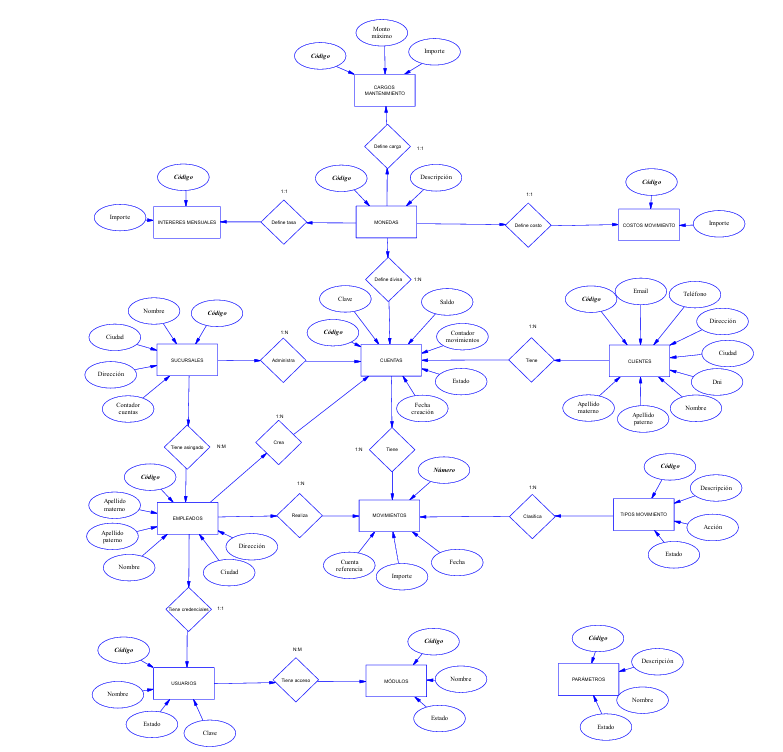 Monto
máximo
Código
Importe
CARGOS
MANTENIMIENTO
Define cargo
1:1
Código
Código
Descripción
Código
1:1
1:1
Importe
INTERERES MENSUALES
Define tasa
MONEDAS
Define costo
COSTOS MOVIMIENTO
Importe
Define divisa
1:N
Email
Teléfono
Código
Clave
Saldo
Nombre
Código
Dirección
Código
Contador
movimientos
Ciudad
1:N
1:N
SUCURSALES
Administra
CUENTAS
Tiene
CLIENTES
Ciudad
Dirección
Estado
Dni
Contador
cuentas
Fecha
creación
Apellido
materno
Apellido
paterno
Nombre
1:N
Tiene asingado
N:M
Crea
1:N
Tiene
Código
Número
Código
1:N
1:N
Descripción
Apellido
materno
EMPLEADOS
Realiza
MOVIMIENTOS
Clasifica
TIPOS MOVIMIENTO
Acción
Apellido
paterno
Dirección
Estado
Nombre
Ciudad
Cuenta
referencia
Importe
Fecha
Tiene credenciales
1:1
Código
N:M
Código
Código
Descripción
USUARIOS
Tiene acceso
MÓDULOS
Nombre
PARÁMETROS
Nombre
Nombre
Estado
Clase
Estado
Estado